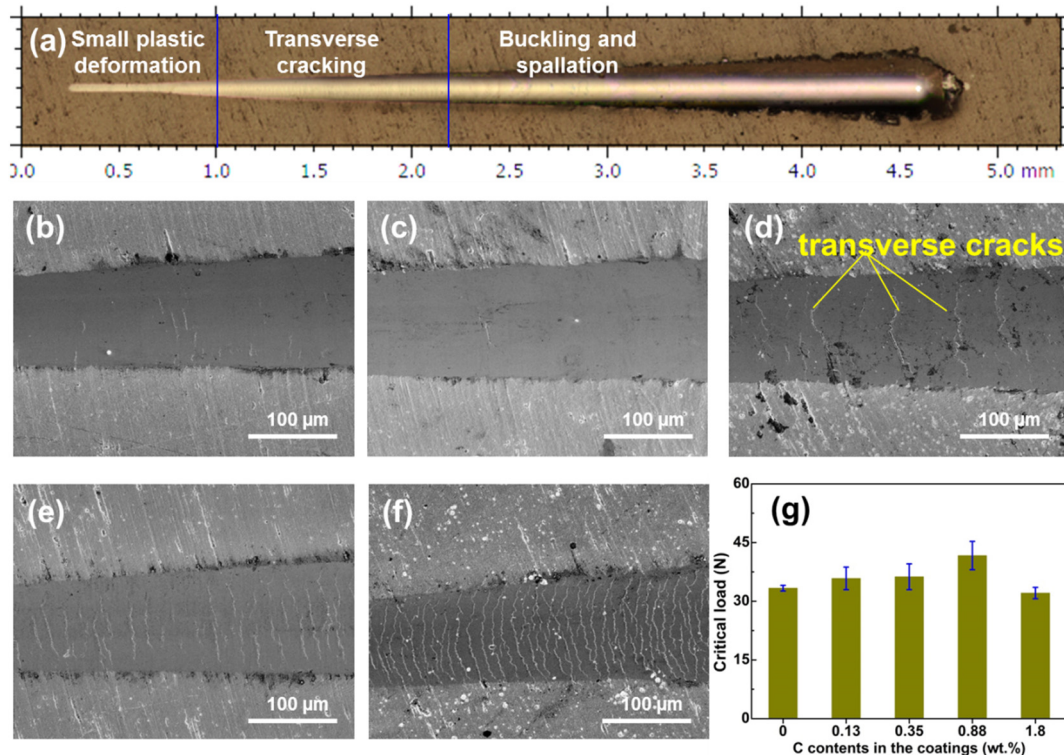 (a) Small plastic deformation
Transverse cracking
Buckling and spallation
0.0 0.5 1.0 1.5 2.0 2.5 3.0 3.5 4.0 4.5 5.0 mm
(b)
100 µm
(c)
100 µm
(d)
transverse cracks
100 µm
(e)
100 µm
(f)
100 µm
(g)
Critical load (N)
60
45
30
15
0
0 0.13 0.35 0.88 1.8
C contents in the coatings (wt.%)